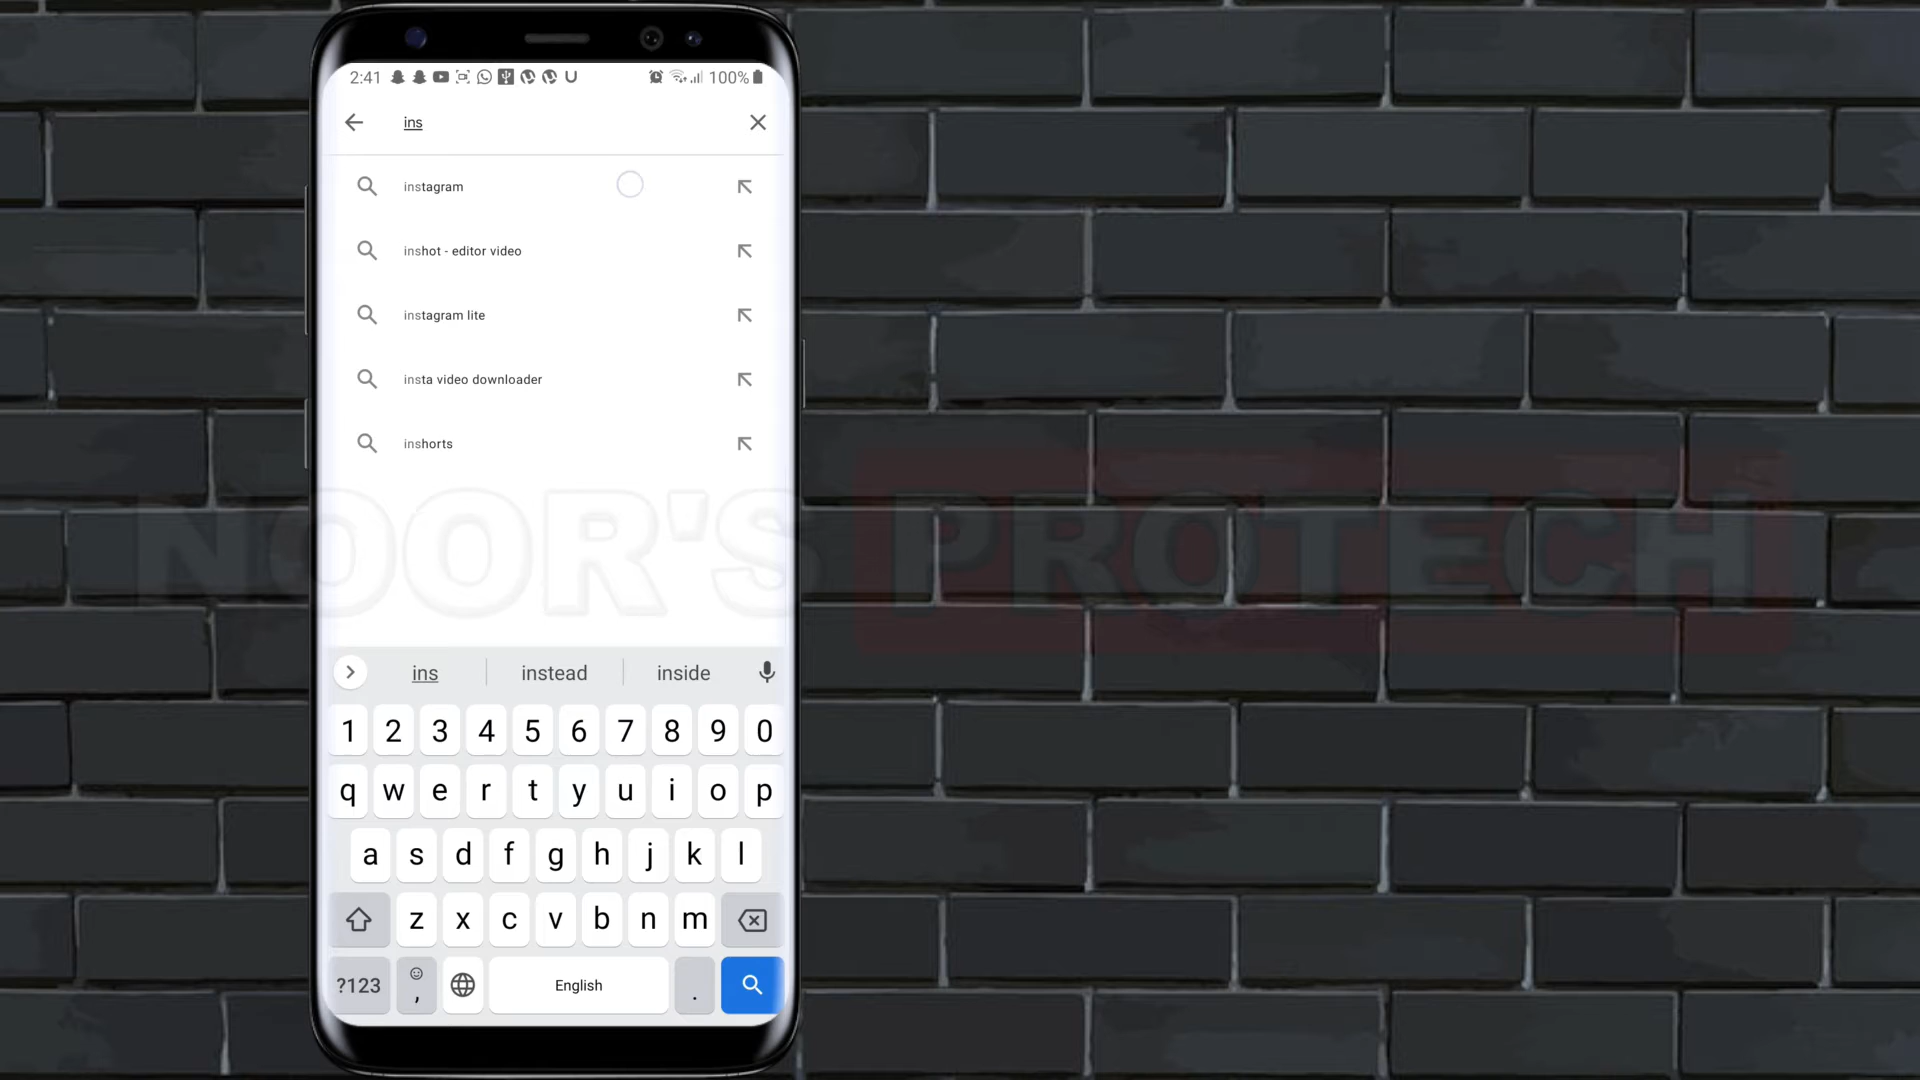 2:41 100%
ins
instagram
inshot - editor video
instagram lite
insta video downloader
inshorts
NOOR'S PROTECH
ins instead inside
1 2 3 4 5 6 7 8 9 0
q w e r t y u i o p
a s d f g h j k l
z x c v b n m
?123 , English .